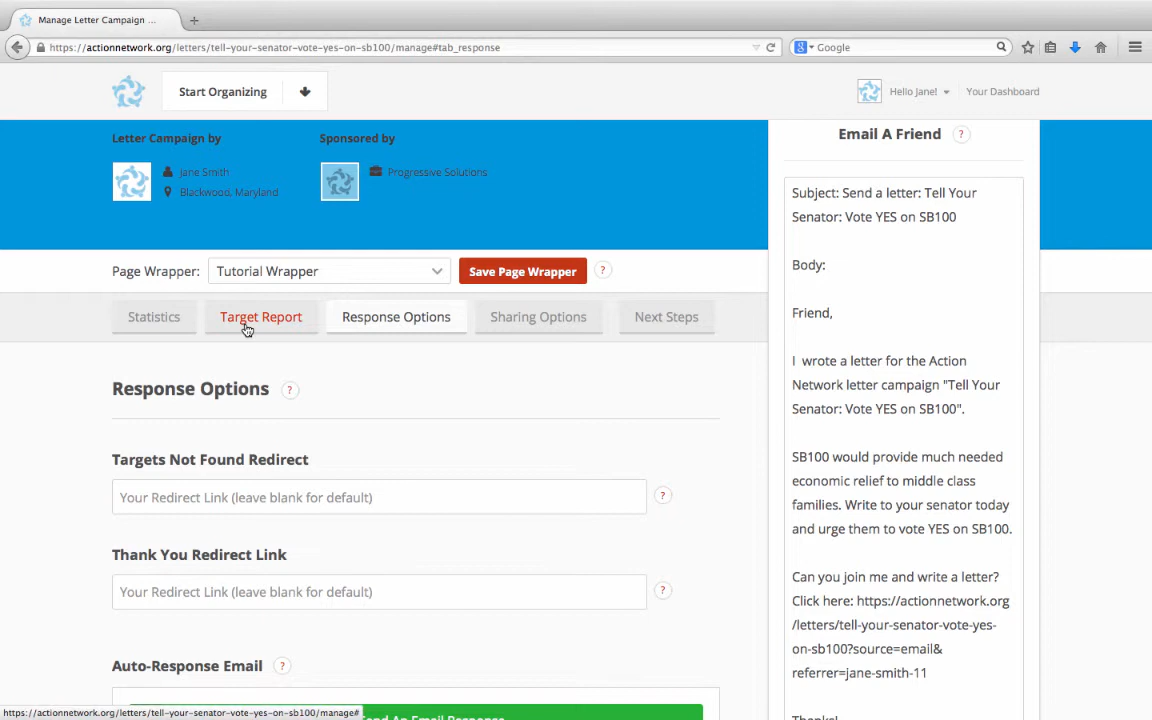 Manage Letter Campaign ...
https://actionnetwork.org/letters/tell-your-senator-vote-yes-on-sb100/manage#tab_response
Google
Start Organizing
Hello Jane!
Your Dashboard
Letter Campaign by
Sponsored by
Jane Smith
Blackwood, Maryland
Progressive Solutions
Email A Friend ?
Page Wrapper:
Tutorial Wrapper
Save Page Wrapper
?
Statistics
Target Report
Response Options
Sharing Options
Next Steps
Response Options ?
Targets Not Found Redirect
Your Redirect Link (leave blank for default)
?
Thank You Redirect Link
Your Redirect Link (leave blank for default)
?
Auto-Response Email ?
Send An Email Response
Subject: Send a letter: Tell Your
Senator: Vote YES on SB100
Body:
Friend,
I wrote a letter for the Action
Network letter campaign "Tell Your
Senator: Vote YES on SB100".
SB100 would provide much needed
economic relief to middle class
families. Write to your senator today
and urge them to vote YES on SB100.
Can you join me and write a letter?
Click here: https://actionnetwork.org
/letters/tell-your-senator-vote-yes-
on-sb100?source=email&
referrer=jane-smith-11
Thanks!
https://actionnetwork.org/letters/tell-your-senator-vote-yes-on-sb100/manage#